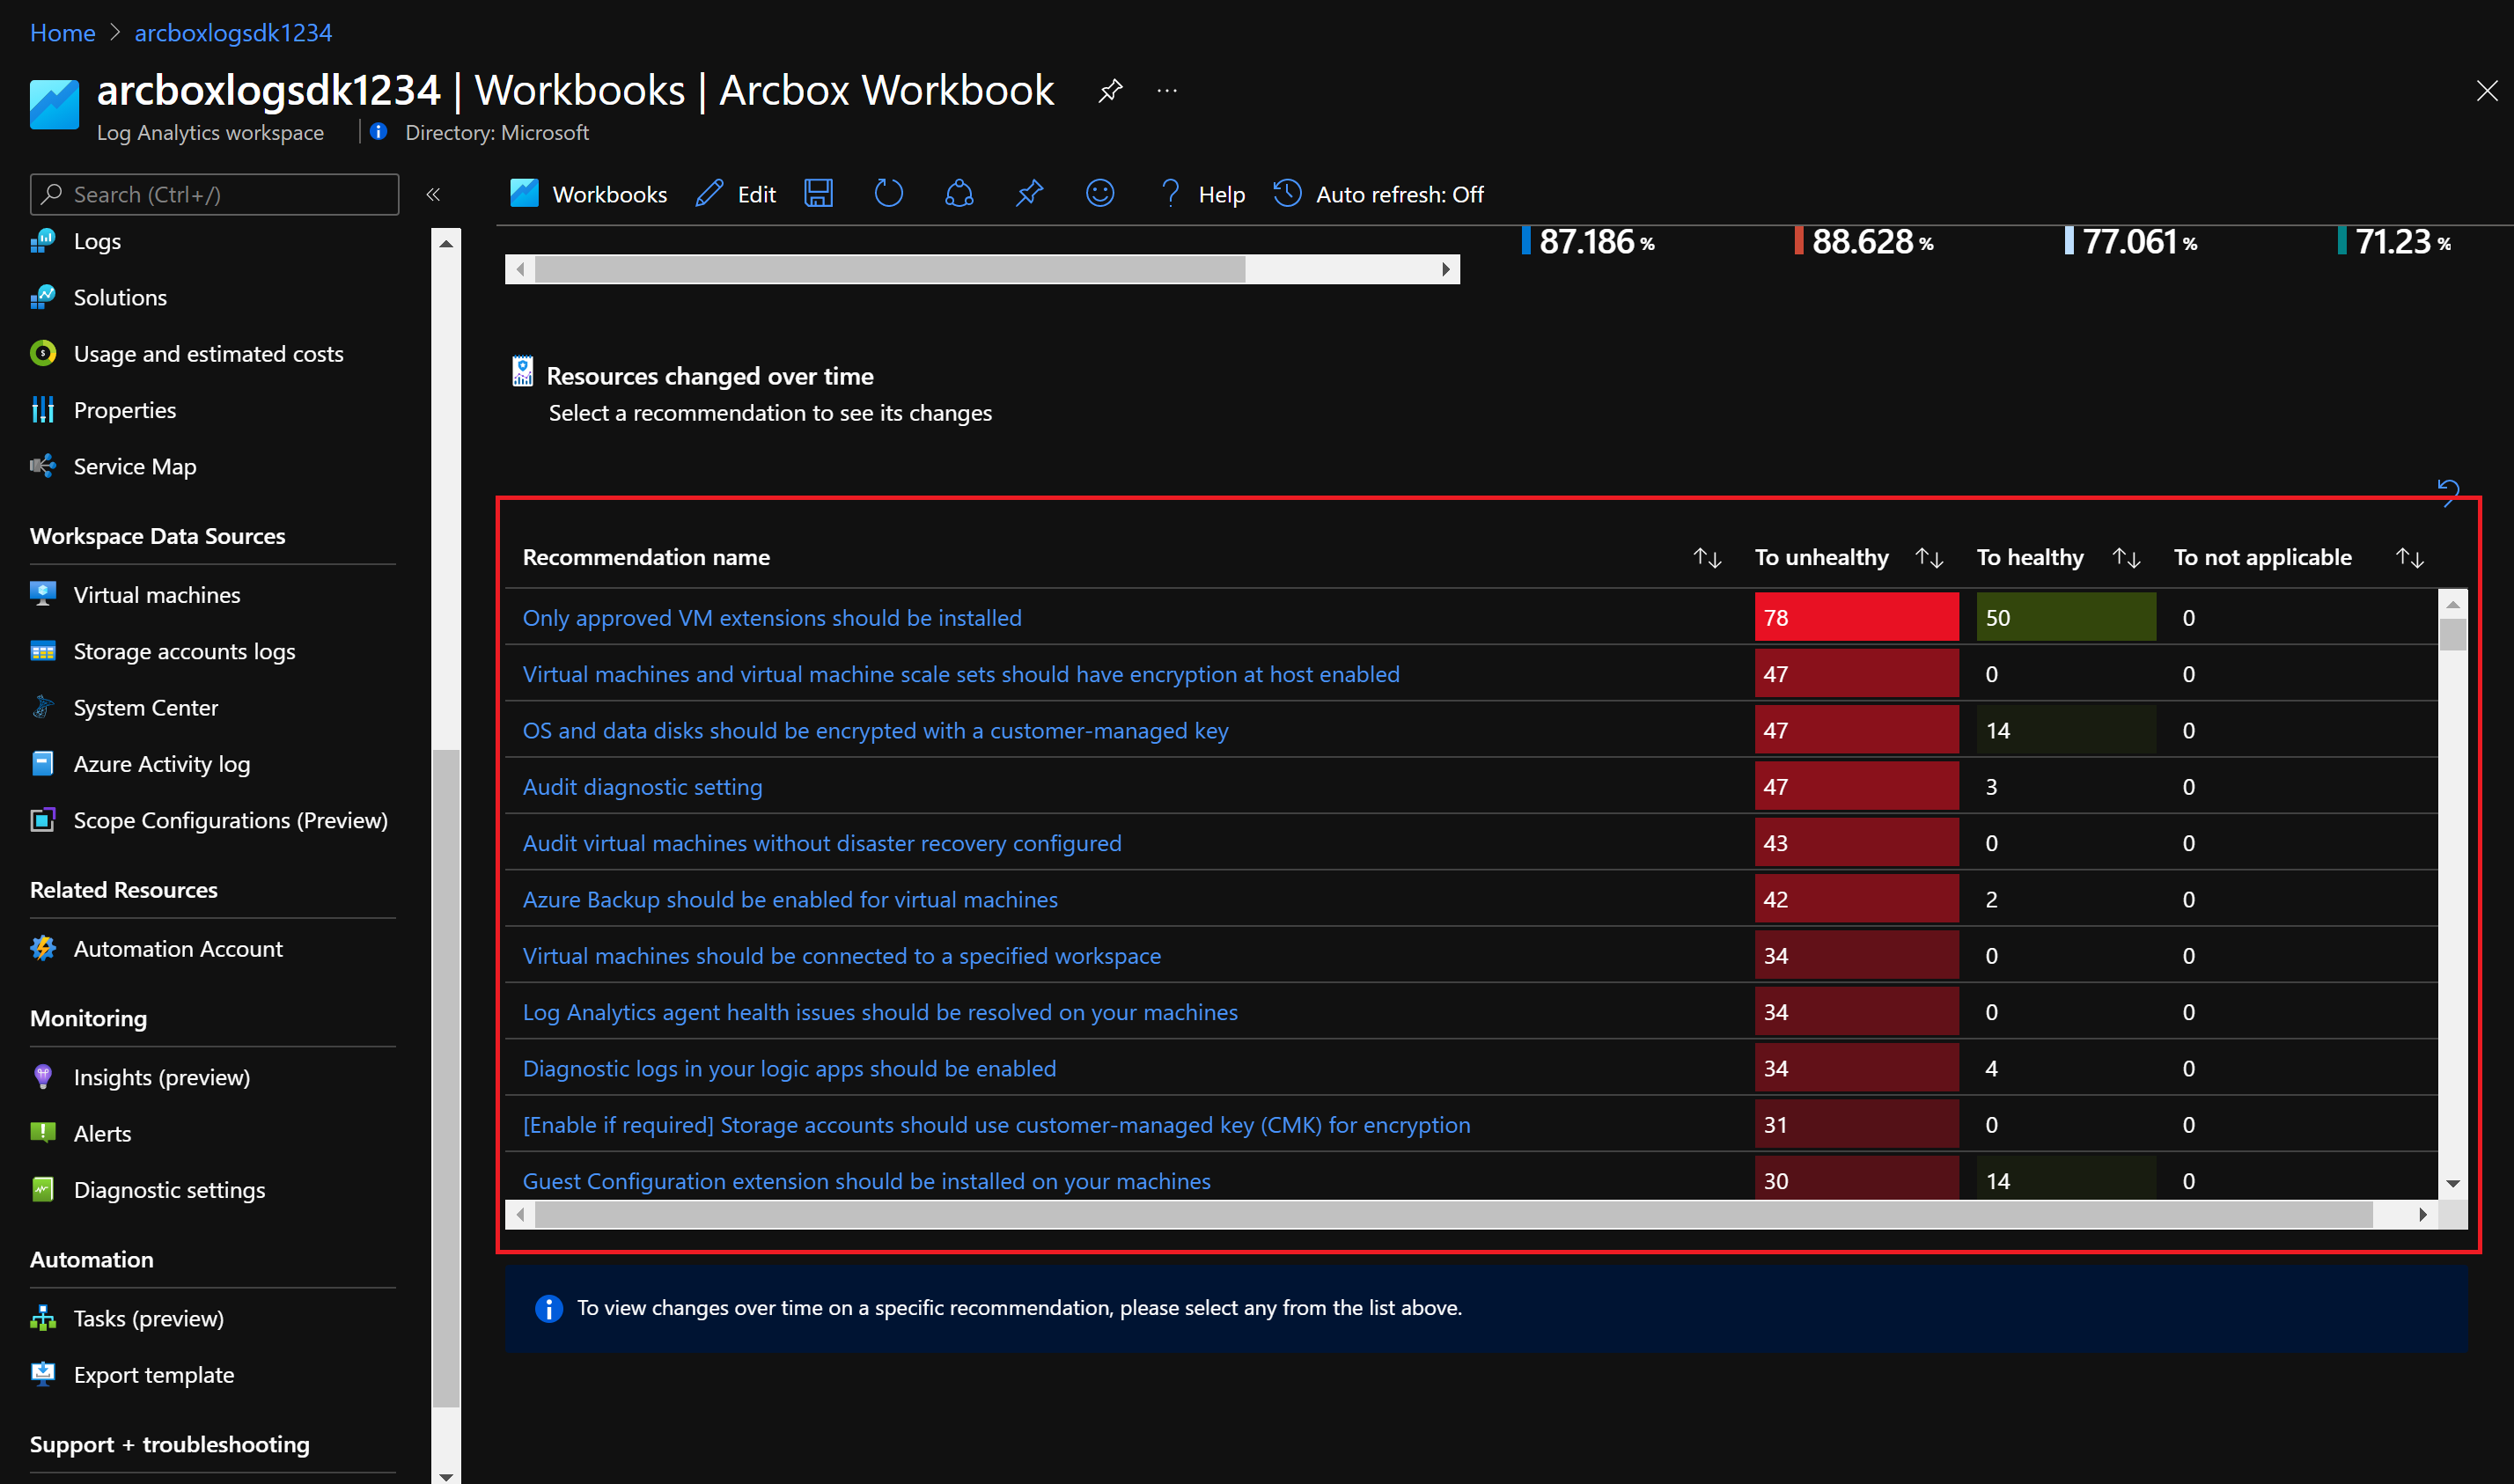 Home > arcboxlogsdk1234
arcboxlogsdk1234 | Workbooks | Arcbox Workbook
Log Analytics workspace
Directory: Microsoft
Search (Ctrl+/)
Logs
Solutions
Usage and estimated costs
Properties
Service Map
Workspace Data Sources
Virtual machines
Storage accounts logs
System Center
Azure Activity log
Scope Configurations (Preview)
Related Resources
Automation Account
Monitoring
Insights (preview)
Alerts
Diagnostic settings
Automation
Tasks (preview)
Export template
Support + troubleshooting
Workbooks Edit Help Auto refresh: Off
87.186 % 88.628 % 77.061 % 71.23 %
Resources changed over time
Select a recommendation to see its changes
Recommendation name To unhealthy To healthy To not applicable
Only approved VM extensions should be installed 78 50 0
Virtual machines and virtual machine scale sets should have encryption at host enabled 47 0 0
OS and data disks should be encrypted with a customer-managed key 47 14 0
Audit diagnostic setting 47 3 0
Audit virtual machines without disaster recovery configured 43 0 0
Azure Backup should be enabled for virtual machines 42 2 0
Virtual machines should be connected to a specified workspace 34 0 0
Log Analytics agent health issues should be resolved on your machines 34 0 0
Diagnostic logs in your logic apps should be enabled 34 4 0
[Enable if required] Storage accounts should use customer-managed key (CMK) for encryption 31 0 0
Guest Configuration extension should be installed on your machines 30 14 0
To view changes over time on a specific recommendation, please select any from the list above.